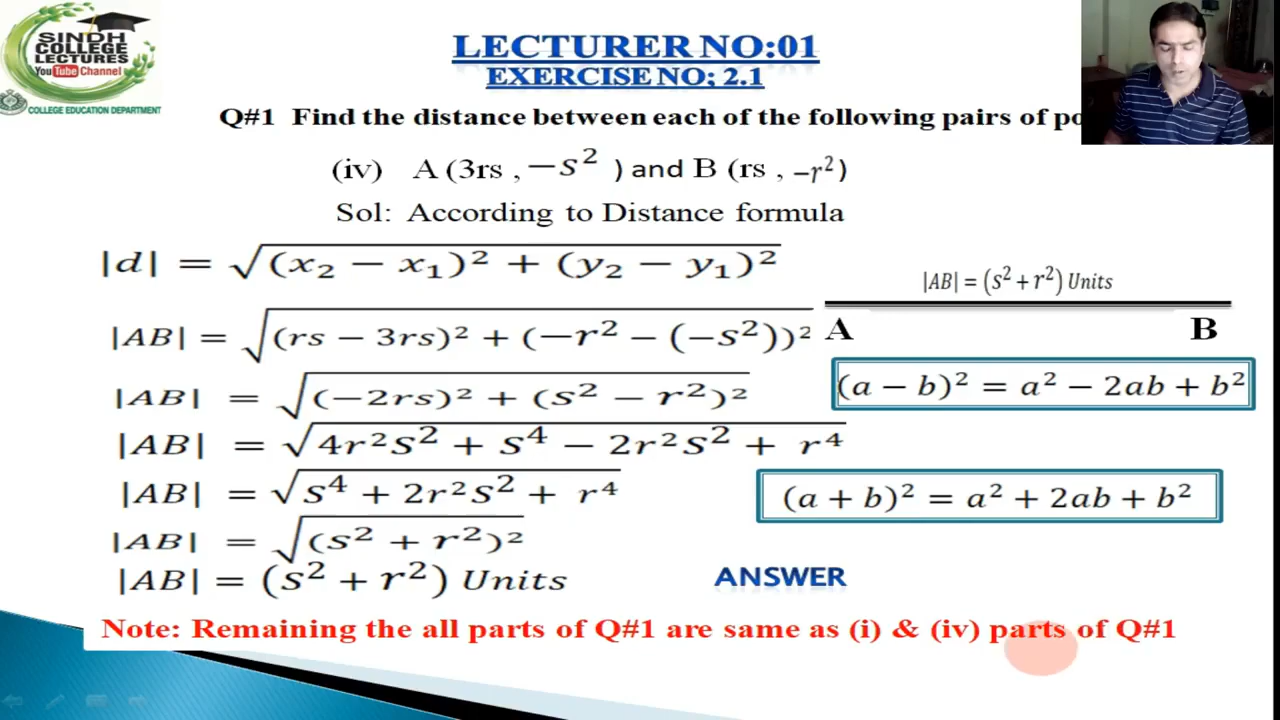 SINDH
COLLEGE
LECTURES
YouTube Channel
COLLEGE EDUCATION DEPARTMENT
LECTURER NO:01
EXERCISE NO; 2.1
Q#1 Find the distance between each of the following pairs of
(iv) A (3rs , −s² ) and B (rs , −r²)
Sol: According to Distance formula
|d| = √(x₂ − x₁)² + (y₂ − y₁)²
|AB| = (s² + r²) Units
|AB| = √(rs − 3rs)² + (−r² − (−s²))²
A B
|AB| = √(−2rs)² + (s² − r²)²
(a − b)² = a² − 2ab + b²
|AB| = √4r²s² + s⁴ − 2r²s² + r⁴
|AB| = √s⁴ + 2r²s² + r⁴
(a + b)² = a² + 2ab + b²
|AB| = √(s² + r²)²
|AB| = (s² + r²) Units
ANSWER
Note: Remaining the all parts of Q#1 are same as (i) & (iv) parts of Q#1